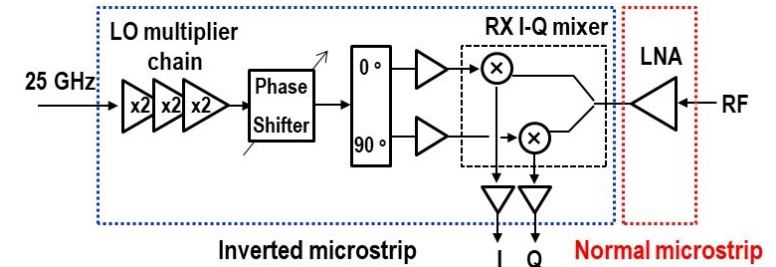 RX I-Q mixer
LO multiplier
chain
LNA
25 GHz
x2 x2 x2
Phase
Shifter
0 °
90 °
RF
Inverted microstrip
I Q
Normal microstrip